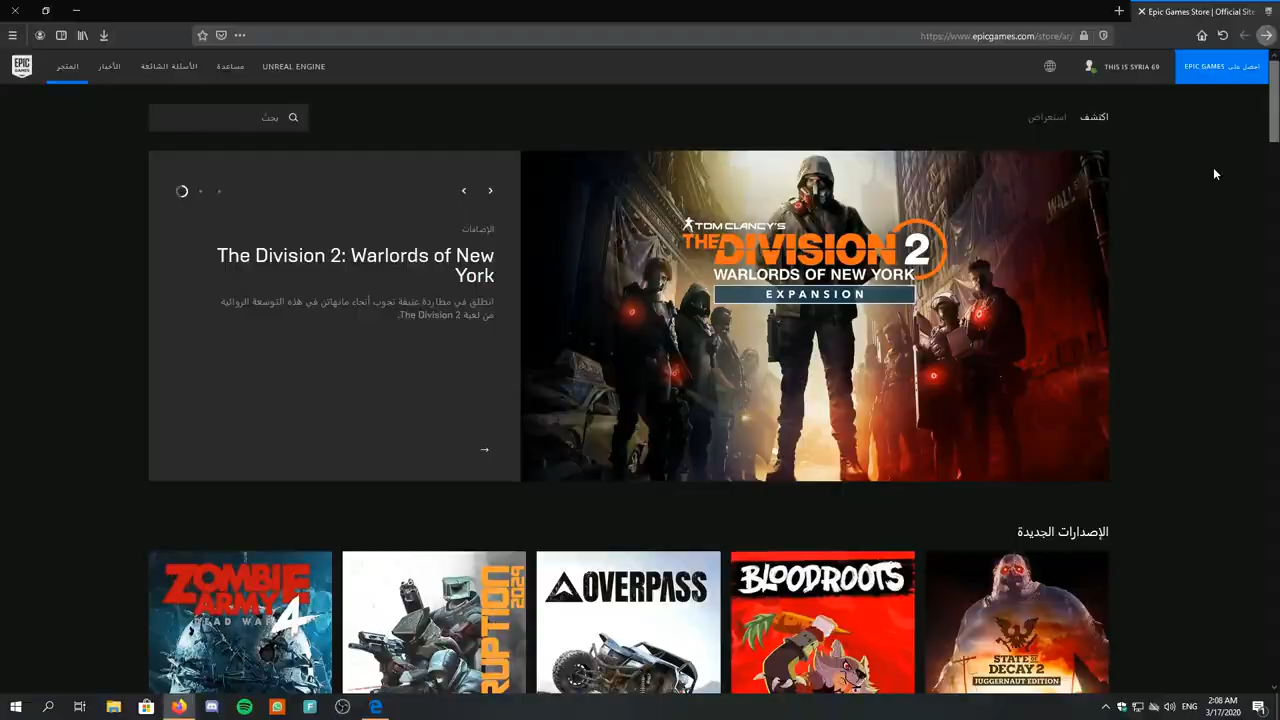 Epic Games Store | Official Site
https://www.epicgames.com/store/ar/
EPIC GAMES
المتجر
الأخبار
الأسئلة الشائعة
مساعدة
UNREAL ENGINE
THIS IS SYRIA 69
احصل على EPIC GAMES
بحث
استعراض
اكتشف
الإضافات
The Division 2: Warlords of New
York
انطلق في مطاردة عنيفة تجوب أنحاء مانهاتن في هذه التوسعة الروائية
من لعبة The Division 2.
TOM CLANCY'S
THE DIVISION 2
WARLORDS OF NEW YORK
EXPANSION
الإصدارات الجديدة
ZOMBIE
ARMY 4
DEAD WAR
2029
OVERPASS
BLOODROOTS
STATE OF
DECAY 2
JUGGERNAUT EDITION
ENG
2:08 AM
3/17/2020